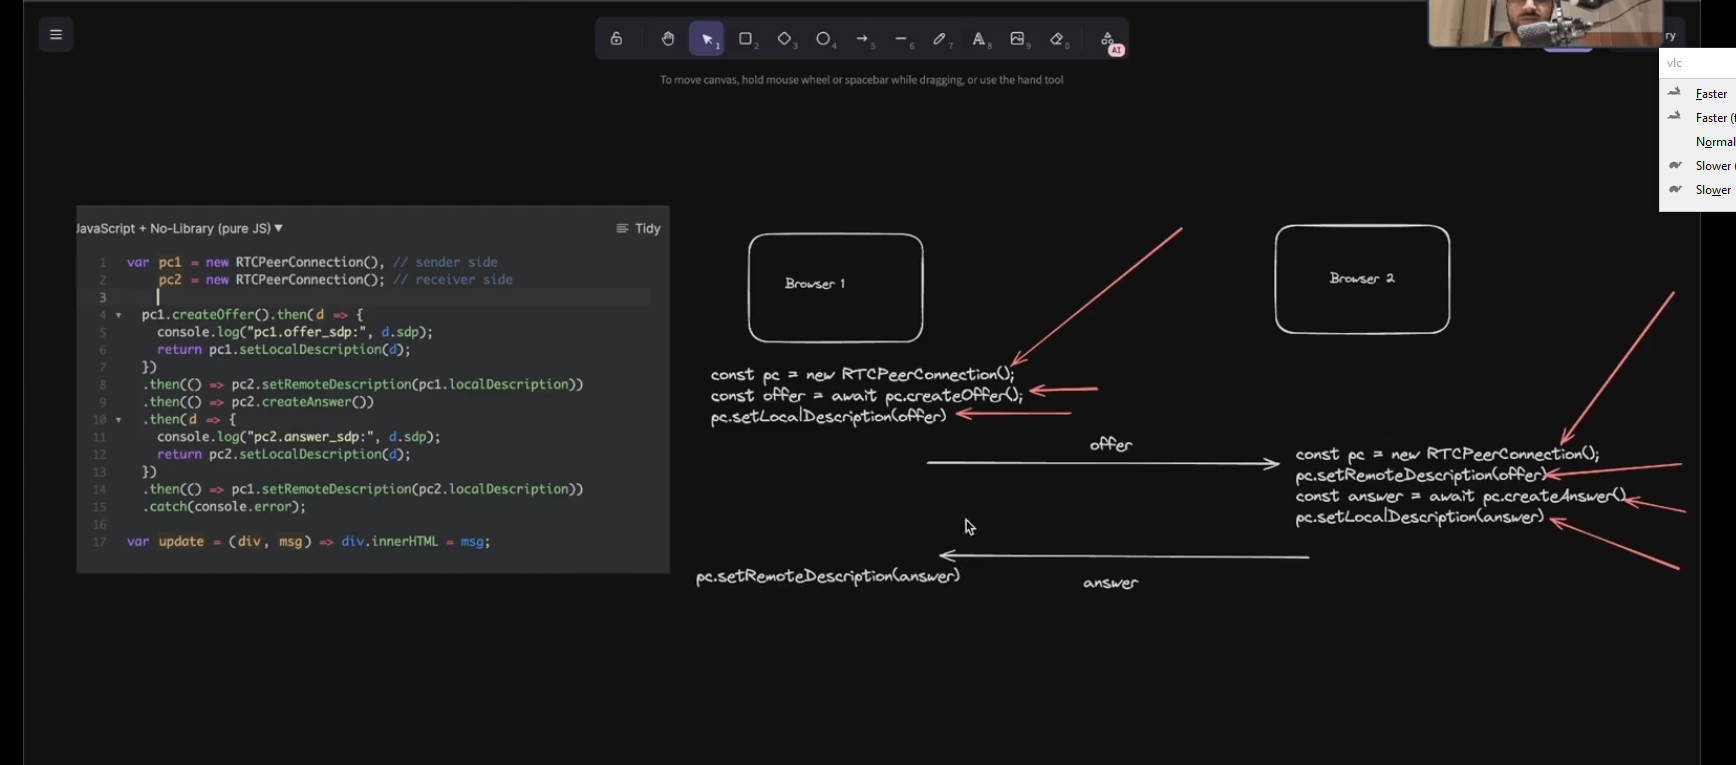 1
2
3
4
5
6
7
8
9
0
AI
ry
To move canvas, hold mouse wheel or spacebar while dragging, or use the hand tool
vlc
Faster
Faster (f
Normal
Slower (
Slower
JavaScript + No-Library (pure JS) ▼
Tidy
1 var pc1 = new RTCPeerConnection(), // sender side
2 pc2 = new RTCPeerConnection(); // receiver side
3
4 pc1.createOffer().then(d => {
5 console.log("pc1.offer_sdp:", d.sdp);
6 return pc1.setLocalDescription(d);
7 })
8 .then(() => pc2.setRemoteDescription(pc1.localDescription))
9 .then(() => pc2.createAnswer())
10 .then(d => {
11 console.log("pc2.answer_sdp:", d.sdp);
12 return pc2.setLocalDescription(d);
13 })
14 .then(() => pc1.setRemoteDescription(pc2.localDescription))
15 .catch(console.error);
16
17 var update = (div, msg) => div.innerHTML = msg;
Browser 1
const pc = new RTCPeerConnection();
const offer = await pc.createOffer();
pc.setLocalDescription(offer)
offer
Browser 2
const pc = new RTCPeerConnection();
pc.setRemoteDescription(offer)
const answer = await pc.createAnswer()
pc.setLocalDescription(answer)
answer
pc.setRemoteDescription(answer)